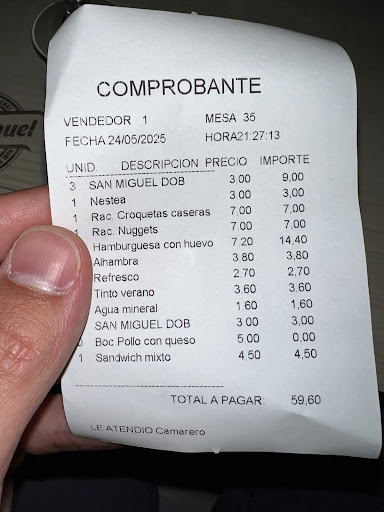 COMPROBANTE
VENDEDOR 1 MESA 35
FECHA 24/05/2025 HORA21:27:13
UNID. DESCRIPCION PRECIO IMPORTE
3 SAN MIGUEL DOB 3.00 9,00
1 Nestea 3.00 3,00
1 Rac. Croquetas caseras 7,00 7,00
1 Rac. Nuggets 7.00 7,00
Hamburguesa con huevo 7.20 14,40
Alhambra 3.80 3,80
Refresco 2.70 2,70
Tinto verano 3.60 3,60
Agua mineral 1.60 1,60
SAN MIGUEL DOB 3.00 3,00
0 Boc Pollo con queso 5.00 0,00
1 Sandwich mixto 4,50 4,50
TOTAL A PAGAR: 59,60
LE ATENDIO:Camarero